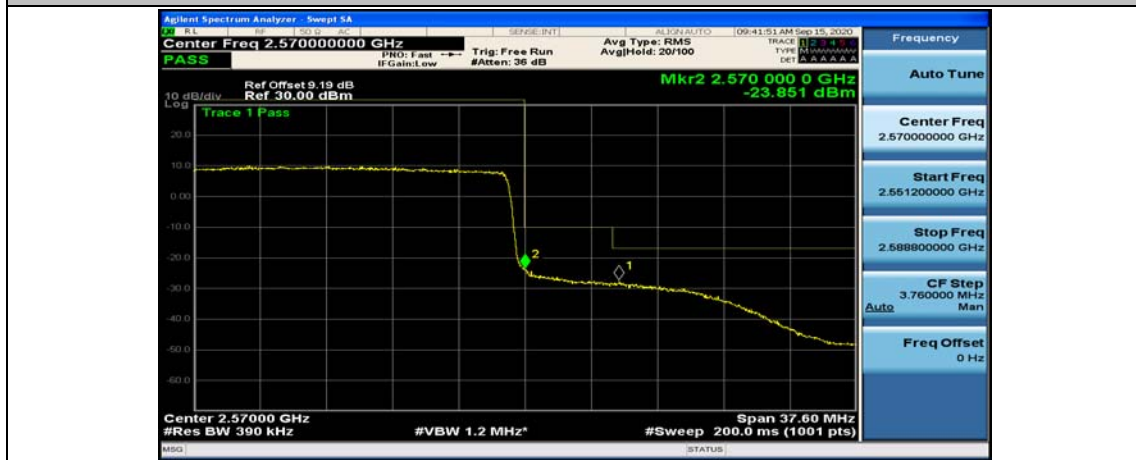 Agilent Spectrum Analyzer - Swept SA
RL RF 50 Ω AC SENSE:INT ALIGN AUTO 09:41:51 AM Sep 15, 2020
Center Freq 2.570000000 GHz
PASS
PNO: Fast
IFGain:Low
Trig: Free Run
#Atten: 36 dB
Avg Type: RMS
Avg|Hold: 20/100
TRACE 1 2 3 4 5 6
TYPE
DET A A A A A A
Mkr2 2.570 000 0 GHz
-23.851 dBm
Ref Offset 9.19 dB
10 dB/div Ref 30.00 dBm
Log
Trace 1 Pass
20.0
10.0
0.00
-10.0
-20.0
-30.0
-40.0
-50.0
-60.0
2
1
Center 2.57000 GHz Span 37.60 MHz
#Res BW 390 kHz #VBW 1.2 MHz* #Sweep 200.0 ms (1001 pts)
MSG STATUS
Frequency
Auto Tune
Center Freq
2.570000000 GHz
Start Freq
2.551200000 GHz
Stop Freq
2.588800000 GHz
CF Step
3.760000 MHz
Auto Man
Freq Offset
0 Hz